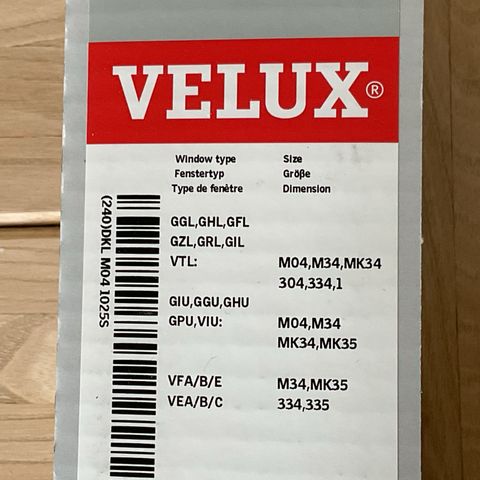 VELUX®
Window type Size
Fenstertyp Größe
Type de fenêtre Dimension
GGL,GHL,GFL
GZL,GRL,GIL
VTL: M04,M34,MK34
304,334,1
GIU,GGU,GHU
GPU,VIU: M04,M34
MK34,MK35
VFA/B/E M34,MK35
VEA/B/C 334,335
(240)DKL M04 1025S